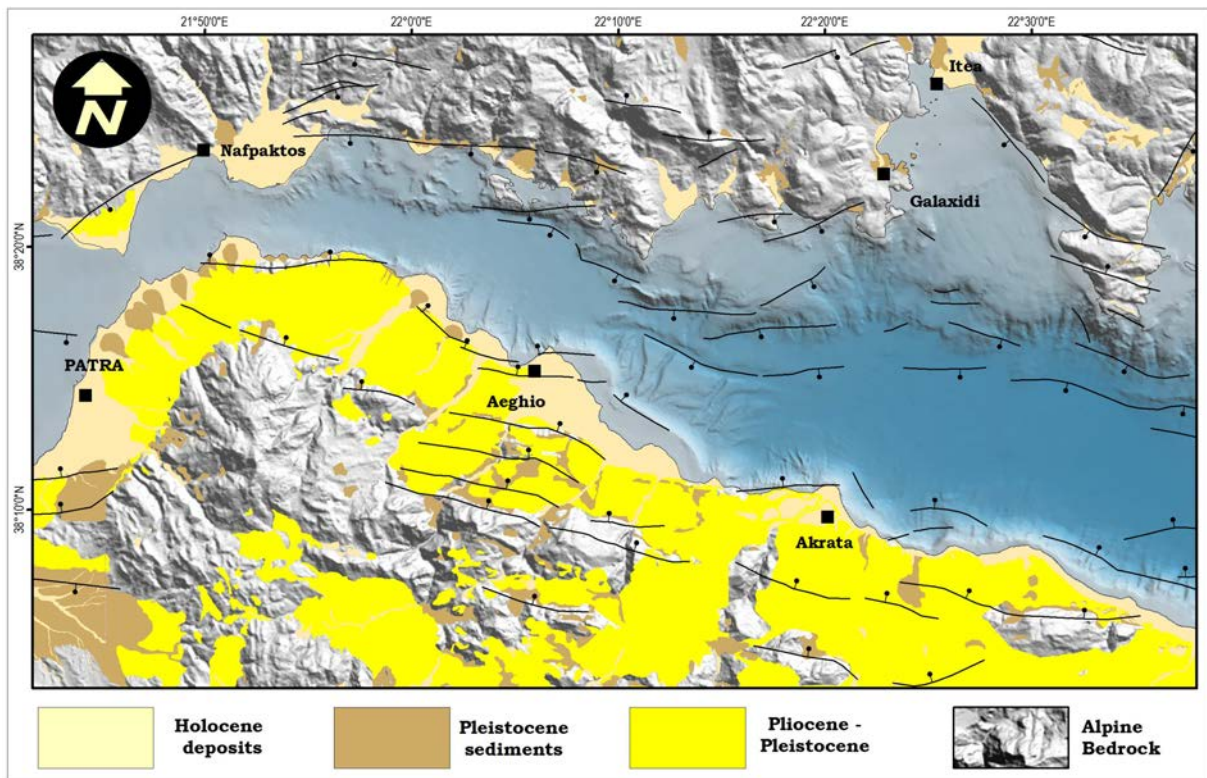 21°50'0"E 22°0'0"E 22°10'0"E 22°20'0"E 22°30'0"E
N
Itea
Nafpaktos
Galaxidi
38°20'0"N
PATRA
Aeghio
38°10'0"N
Akrata
Holocene
deposits
Pleistocene
sediments
Pliocene -
Pleistocene
Alpine
Bedrock